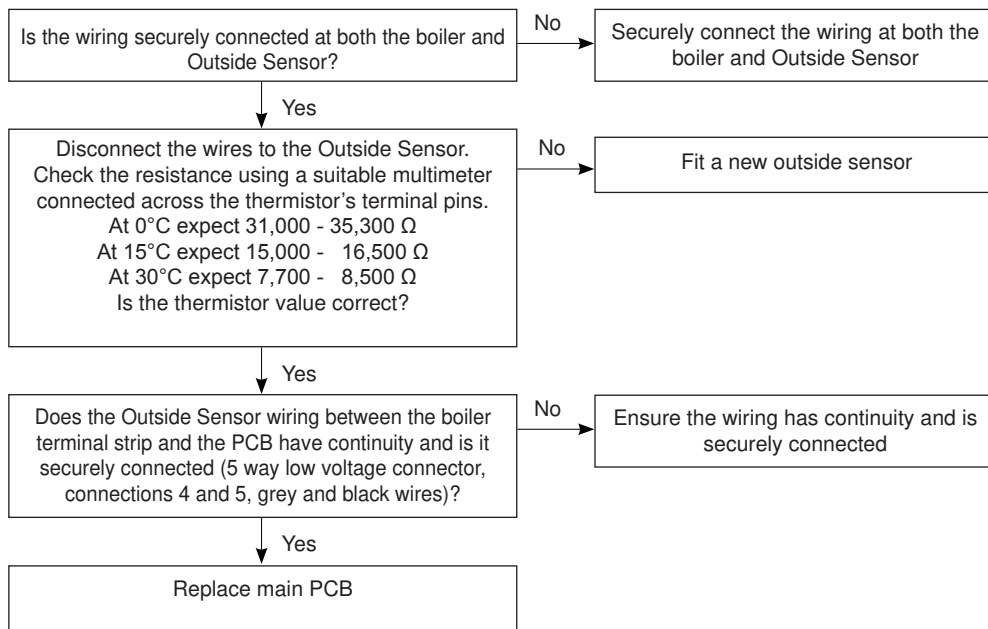 Is the wiring securely connected at both the boiler and
Outside Sensor?
No
Securely connect the wiring at both the
boiler and Outside Sensor
Yes
Disconnect the wires to the Outside Sensor.
Check the resistance using a suitable multimeter
connected across the thermistor's terminal pins.
At 0°C expect 31,000 - 35,300 Ω
At 15°C expect 15,000 - 16,500 Ω
At 30°C expect 7,700 - 8,500 Ω
Is the thermistor value correct?
No
Fit a new outside sensor
Yes
Does the Outside Sensor wiring between the boiler
terminal strip and the PCB have continuity and is it
securely connected (5 way low voltage connector,
connections 4 and 5, grey and black wires)?
No
Ensure the wiring has continuity and is
securely connected
Yes
Replace main PCB